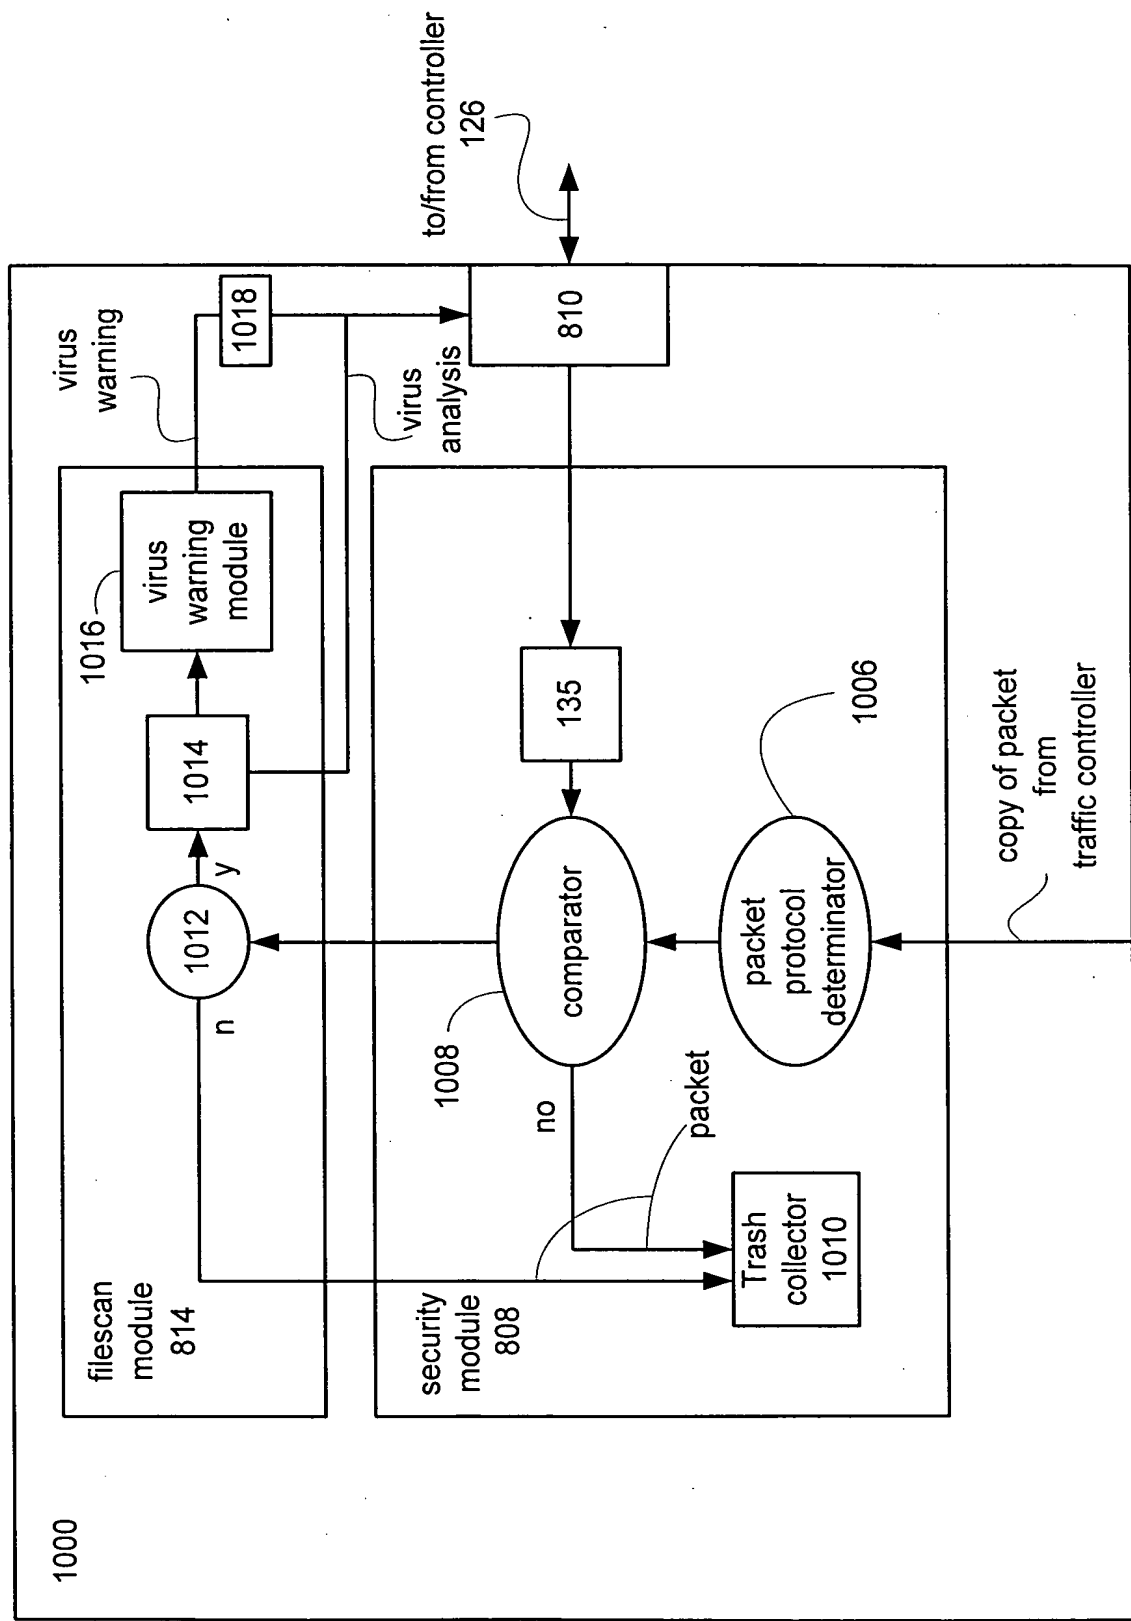 1000
filescan
module
814
n
1012
y
1014
1016
virus
warning
module
virus
warning
1018
virus
analysis
to/from controller
126
810
security
module
808
no
packet
1008
comparator
135
Trash
collector
1010
packet
protocol
determinator
1006
copy of packet
from
traffic controller